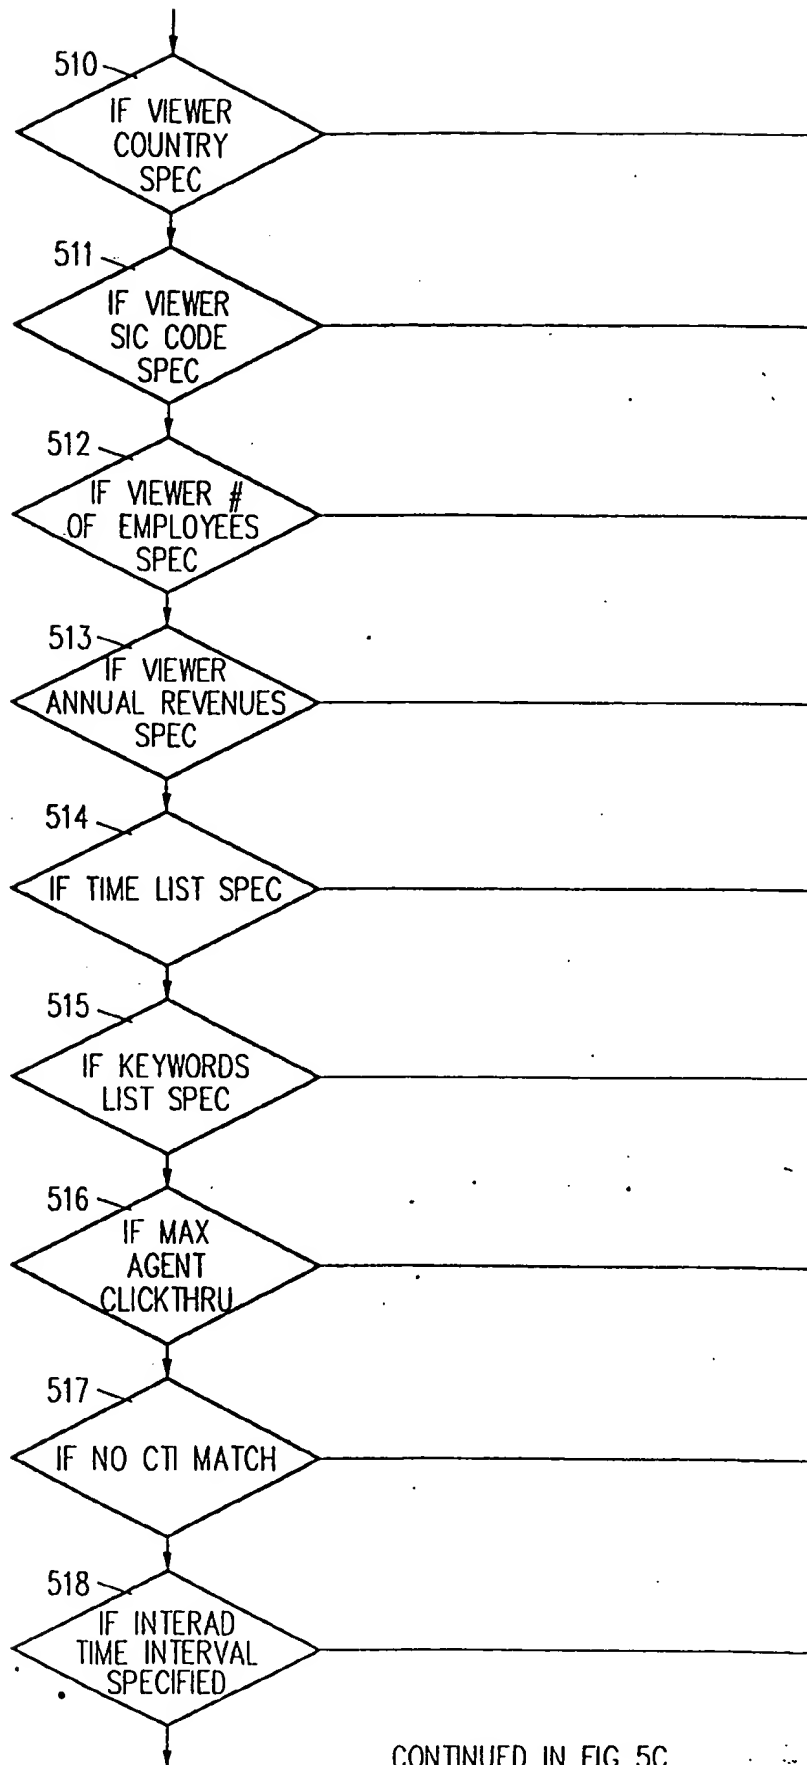 510
IF VIEWER
COUNTRY
SPEC
511
IF VIEWER
SIC CODE
SPEC
512
IF VIEWER #
OF EMPLOYEES
SPEC
513
IF VIEWER
ANNUAL REVENUES
SPEC
514
IF TIME LIST SPEC
515
IF KEYWORDS
LIST SPEC
516
IF MAX
AGENT
CLICKTHRU
517
IF NO CTI MATCH
518
IF INTERAD
TIME INTERVAL
SPECIFIED
CONTINUED IN FIG 5C